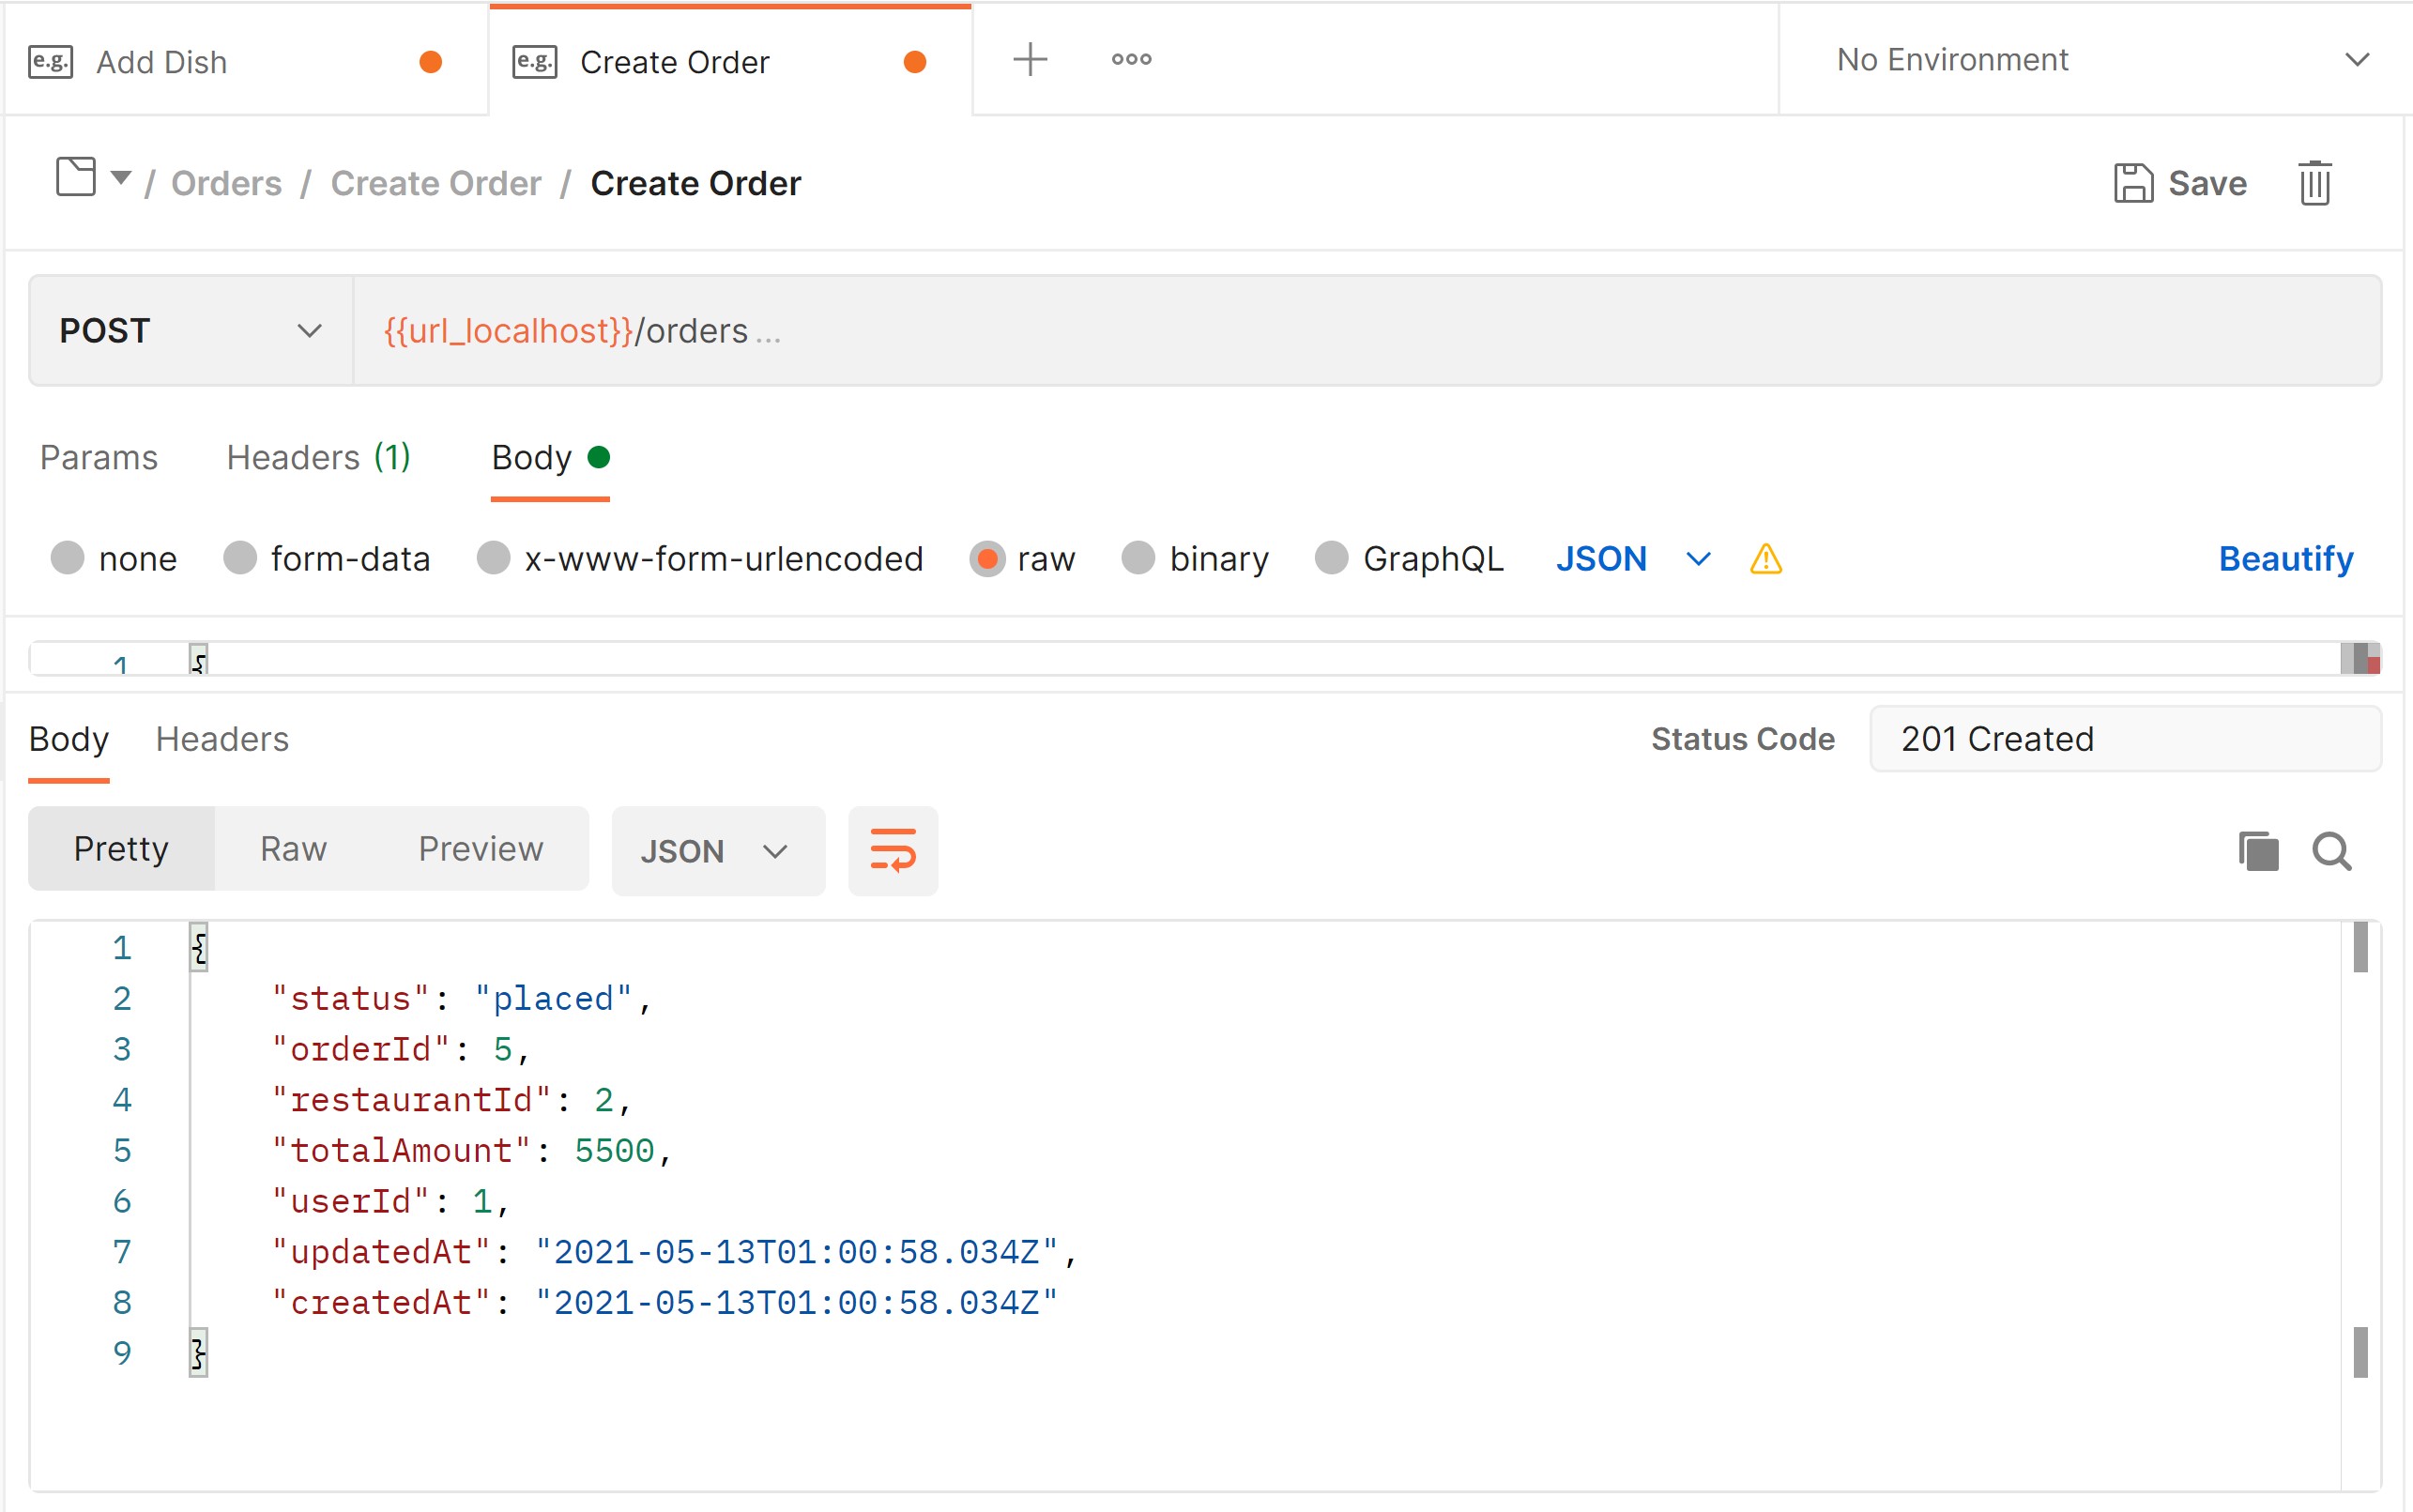 e.g. Add Dish e.g. Create Order No Environment
/ Orders / Create Order / Create Order Save
POST {{url_localhost}}/orders ...
Params Headers (1) Body
none form-data x-www-form-urlencoded raw binary GraphQL JSON Beautify
1 {
Body Headers Status Code 201 Created
Pretty Raw Preview JSON
1 {
2 "status": "placed",
3 "orderId": 5,
4 "restaurantId": 2,
5 "totalAmount": 5500,
6 "userId": 1,
7 "updatedAt": "2021-05-13T01:00:58.034Z",
8 "createdAt": "2021-05-13T01:00:58.034Z"
9 }